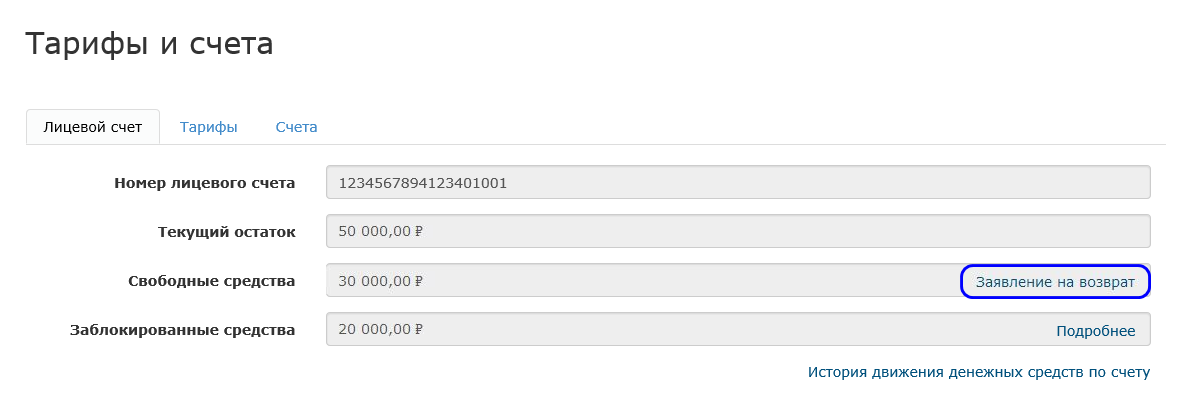 Тарифы и счета
Лицевой счет Тарифы Счета
Номер лицевого счета 1234567894123401001
Текущий остаток 50 000,00 ₽
Свободные средства 30 000,00 ₽ Заявление на возврат
Заблокированные средства 20 000,00 ₽ Подробнее
История движения денежных средств по счету